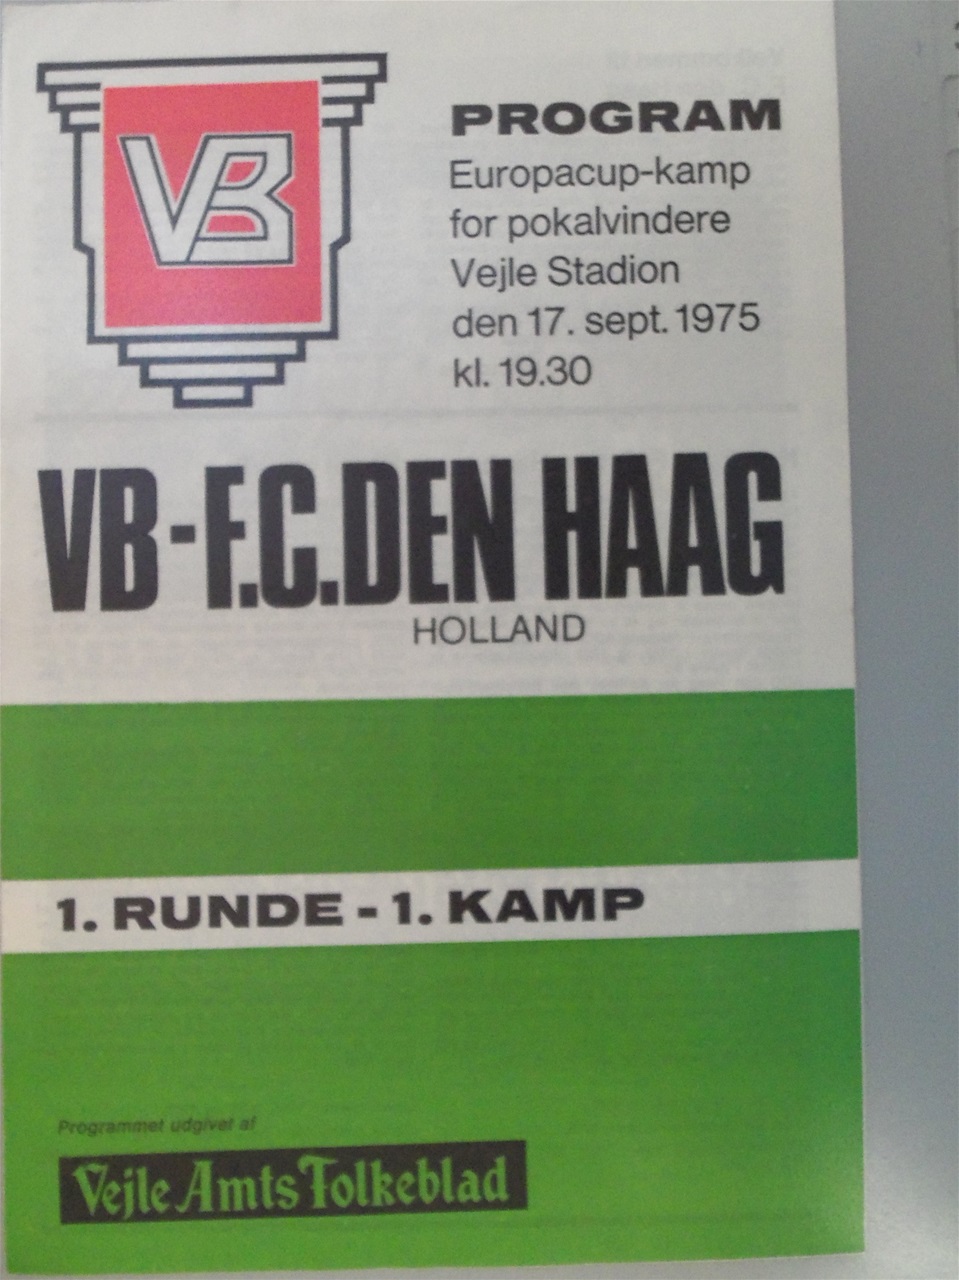 VB
PROGRAM
Europacup-kamp
for pokalvindere
Vejle Stadion
den 17. sept. 1975
kl. 19.30
VB-F.C.DEN HAAG
HOLLAND
1. RUNDE - 1. KAMP
Programmet udgivet af
Vejle Amts Folkeblad